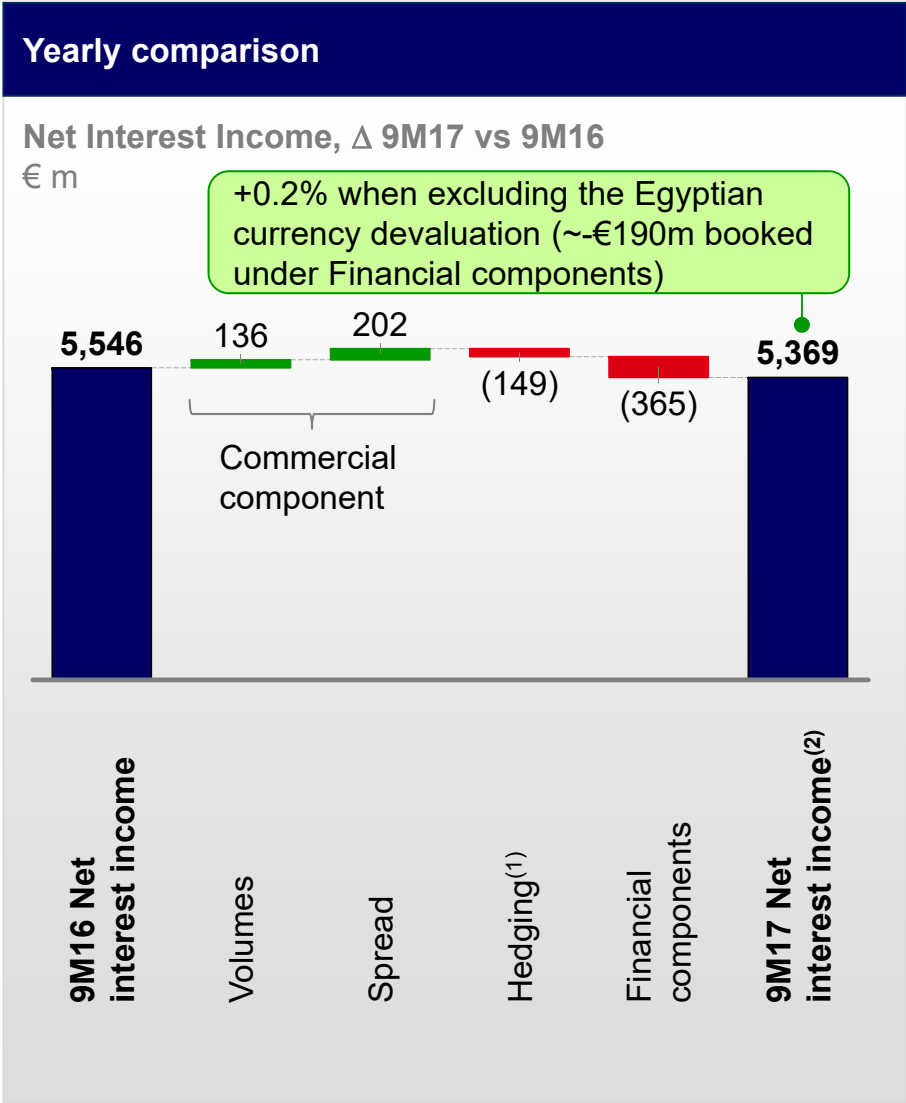 Yearly comparison
Net Interest Income, Δ 9M17 vs 9M16
€ m
+0.2% when excluding the Egyptian
currency devaluation (~-€190m booked
under Financial components)
5,546
136
202
(149)
(365)
5,369
Commercial
component
9M16 Net
interest income
Volumes
Spread
Hedging(1)
Financial
components
9M17 Net
interest income(2)